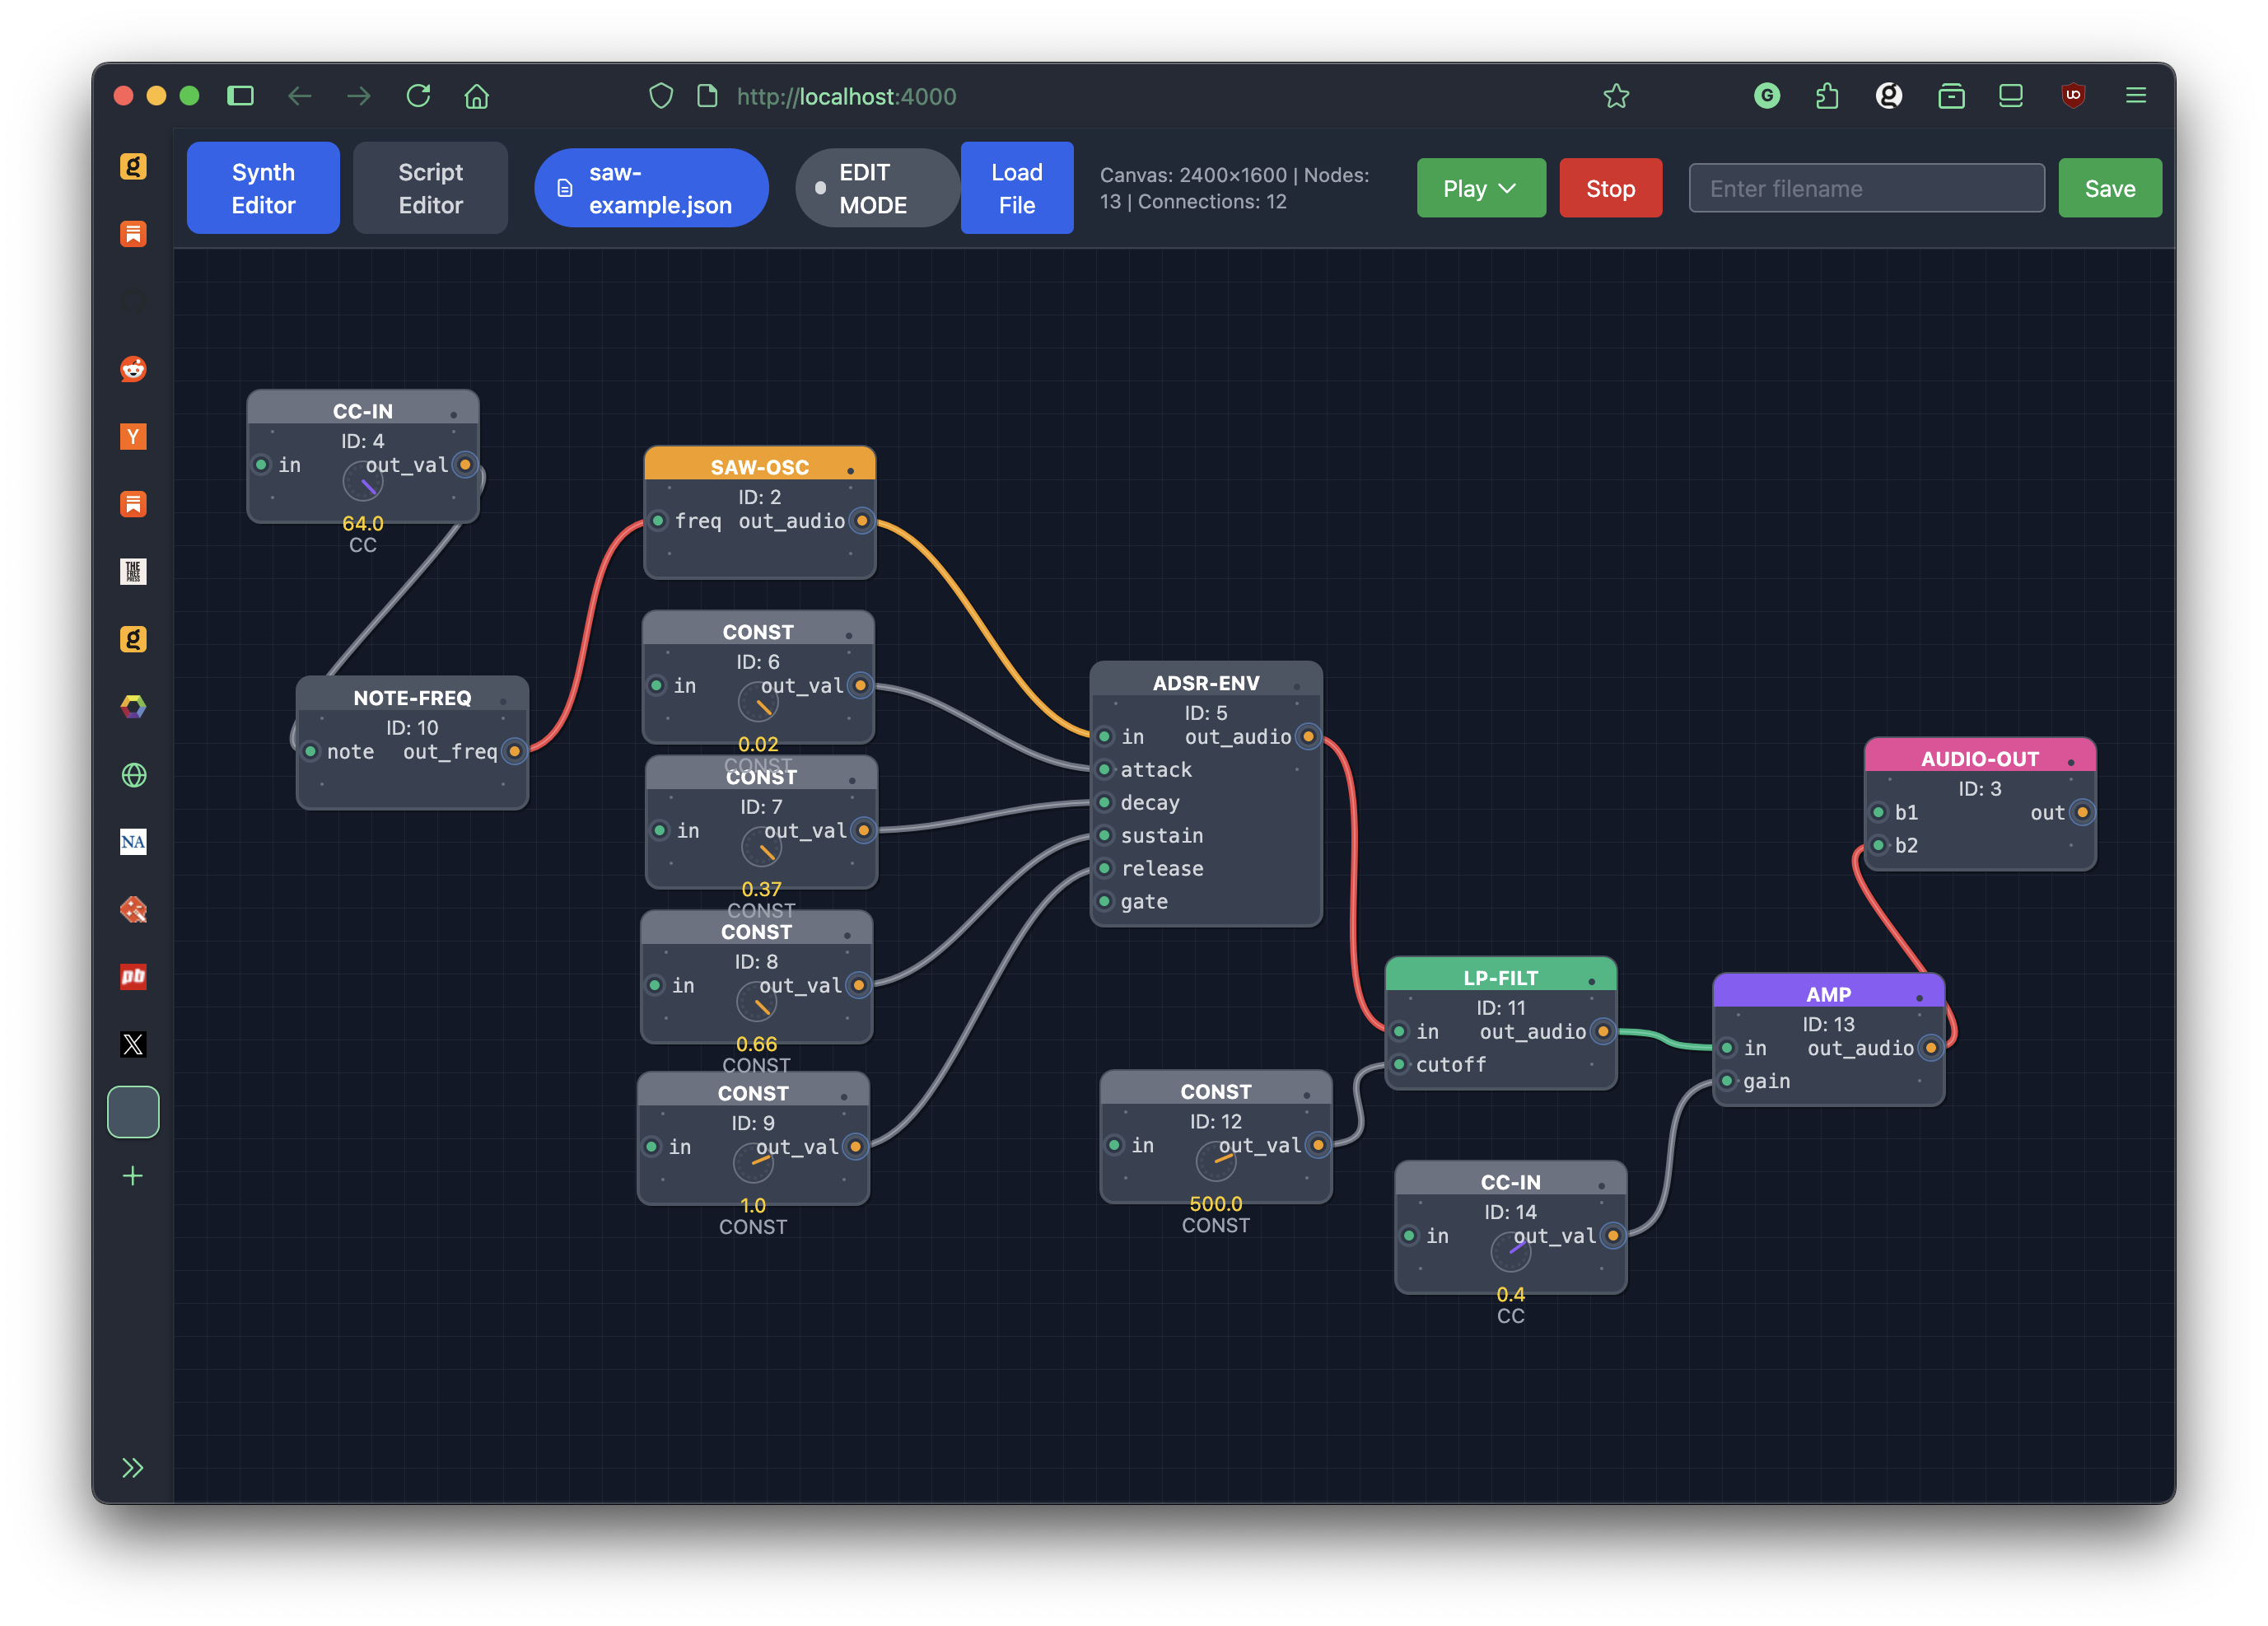 http://localhost:4000
G
g
UO
Synth
Editor
Script
Editor
saw-
example.json
EDIT
MODE
Load
File
Canvas: 2400×1600 | Nodes:
13 | Connections: 12
Play
Stop
Enter filename
Save
g
Y
THE
FREE
PRESS
g
NA
pb
X
CC-IN
ID: 4
in out_val
64.0
CC
NOTE-FREQ
ID: 10
note out_freq
SAW-OSC
ID: 2
freq out_audio
CONST
ID: 6
in out_val
0.02
CONST
CONST
ID: 7
in out_val
0.37
CONST
CONST
ID: 8
in out_val
0.66
CONST
CONST
ID: 9
in out_val
1.0
CONST
ADSR-ENV
ID: 5
in out_audio
attack
decay
sustain
release
gate
CONST
ID: 12
in out_val
500.0
CONST
LP-FILT
ID: 11
in out_audio
cutoff
CC-IN
ID: 14
in out_val
0.4
CC
AMP
ID: 13
in out_audio
gain
AUDIO-OUT
ID: 3
b1 out
b2